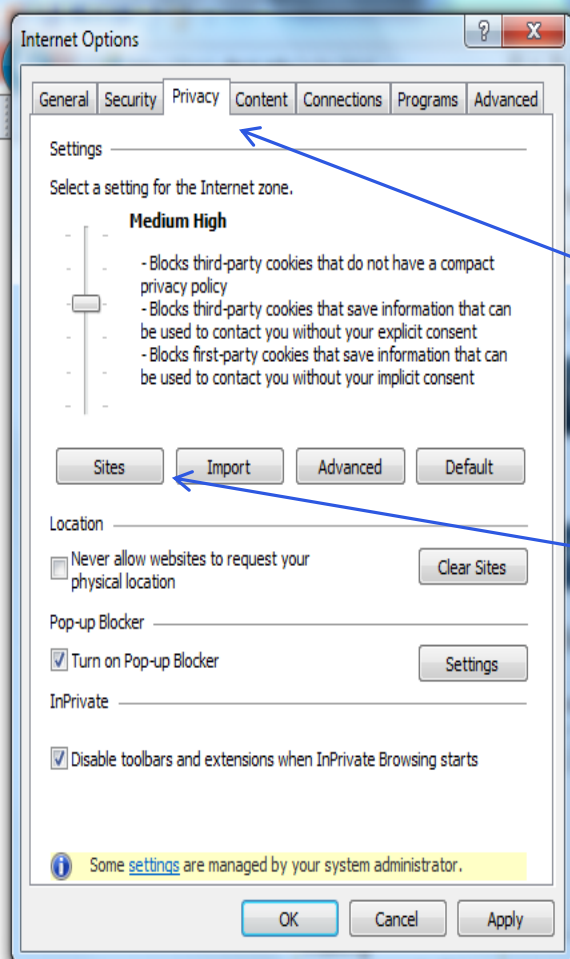 Internet Options
? X
General Security Privacy Content Connections Programs Advanced
Settings
Select a setting for the Internet zone.
Medium High
- Blocks third-party cookies that do not have a compact
privacy policy
- Blocks third-party cookies that save information that can
be used to contact you without your explicit consent
- Blocks first-party cookies that save information that can
be used to contact you without your implicit consent
Sites Import Advanced Default
Location
Never allow websites to request your
physical location
Clear Sites
Pop-up Blocker
Turn on Pop-up Blocker
Settings
InPrivate
Disable toolbars and extensions when InPrivate Browsing starts
Some settings are managed by your system administrator.
OK Cancel Apply